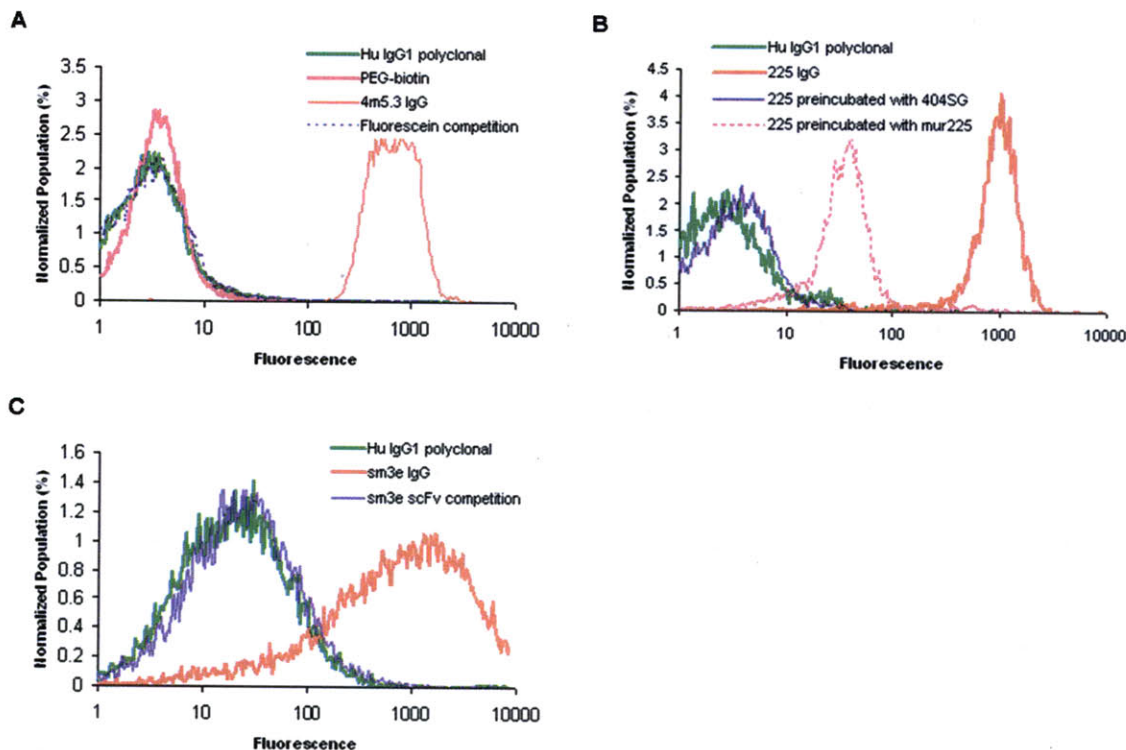 A
Hu IgG1 polyclonal
PEG-biotin
4m5.3 IgG
Fluorescein competition
Normalized Population (%)
3.5
3
2.5
2
1.5
1
0.5
0
1 10 100 1000 10000
Fluorescence
B
Hu IgG1 polyclonal
225 IgG
225 preincubated with 404SG
225 preincubated with mur225
Normalized Population (%)
4.5
4
3.5
3
2.5
2
1.5
1
0.5
0
1 10 100 1000 10000
Fluorescence
C
Hu IgG1 polyclonal
sm3e IgG
sm3e scFv competition
Normalized Population (%)
1.6
1.4
1.2
1
0.8
0.6
0.4
0.2
0
1 10 100 1000 10000
Fluorescence